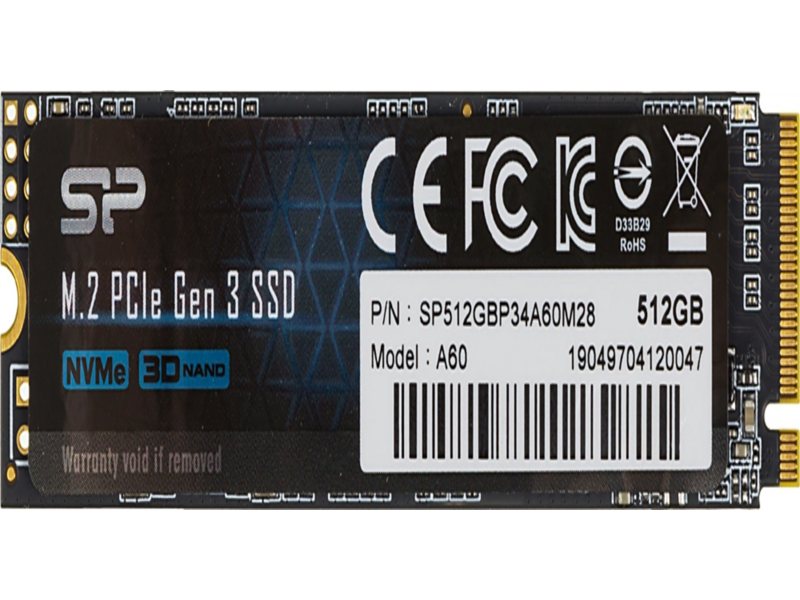 SP
M.2 PCIe Gen 3 SSD
NVMe 3D NAND
Warranty void if removed
CE FC KC
D33B29
RoHS
P/N : SP512GBP34A60M28 512GB
Model : A60 19049704120047